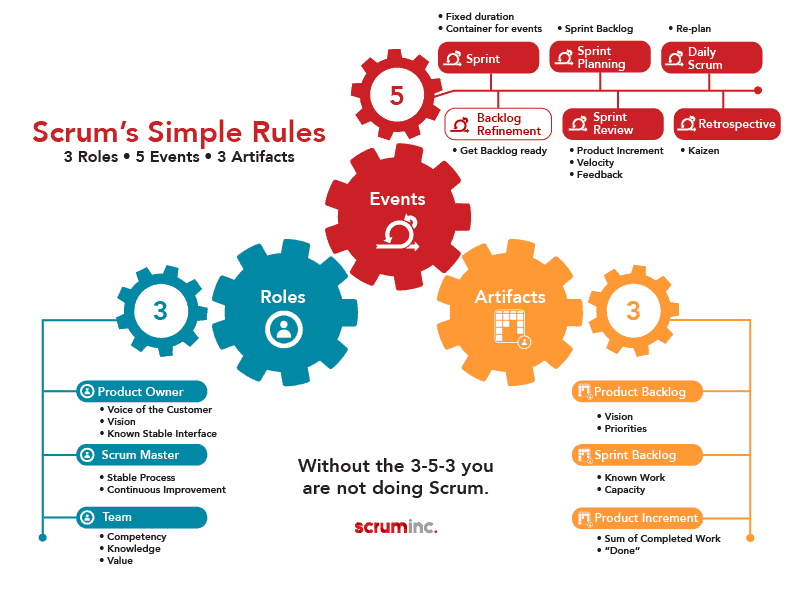 Scrum's Simple Rules
3 Roles • 5 Events • 3 Artifacts
5
• Fixed duration
• Container for events
Sprint
• Sprint Backlog
Sprint
Planning
• Re-plan
Daily
Scrum
Backlog
Refinement
• Get Backlog ready
Sprint
Review
• Product Increment
• Velocity
• Feedback
Retrospective
• Kaizen
Events
Roles
3
Product Owner
• Voice of the Customer
• Vision
• Known Stable Interface
Scrum Master
• Stable Process
• Continuous Improvement
Team
• Competency
• Knowledge
• Value
Artifacts
3
Product Backlog
• Vision
• Priorities
Sprint Backlog
• Known Work
• Capacity
Product Increment
• Sum of Completed Work
• "Done"
Without the 3-5-3 you
are not doing Scrum.
scruminc.